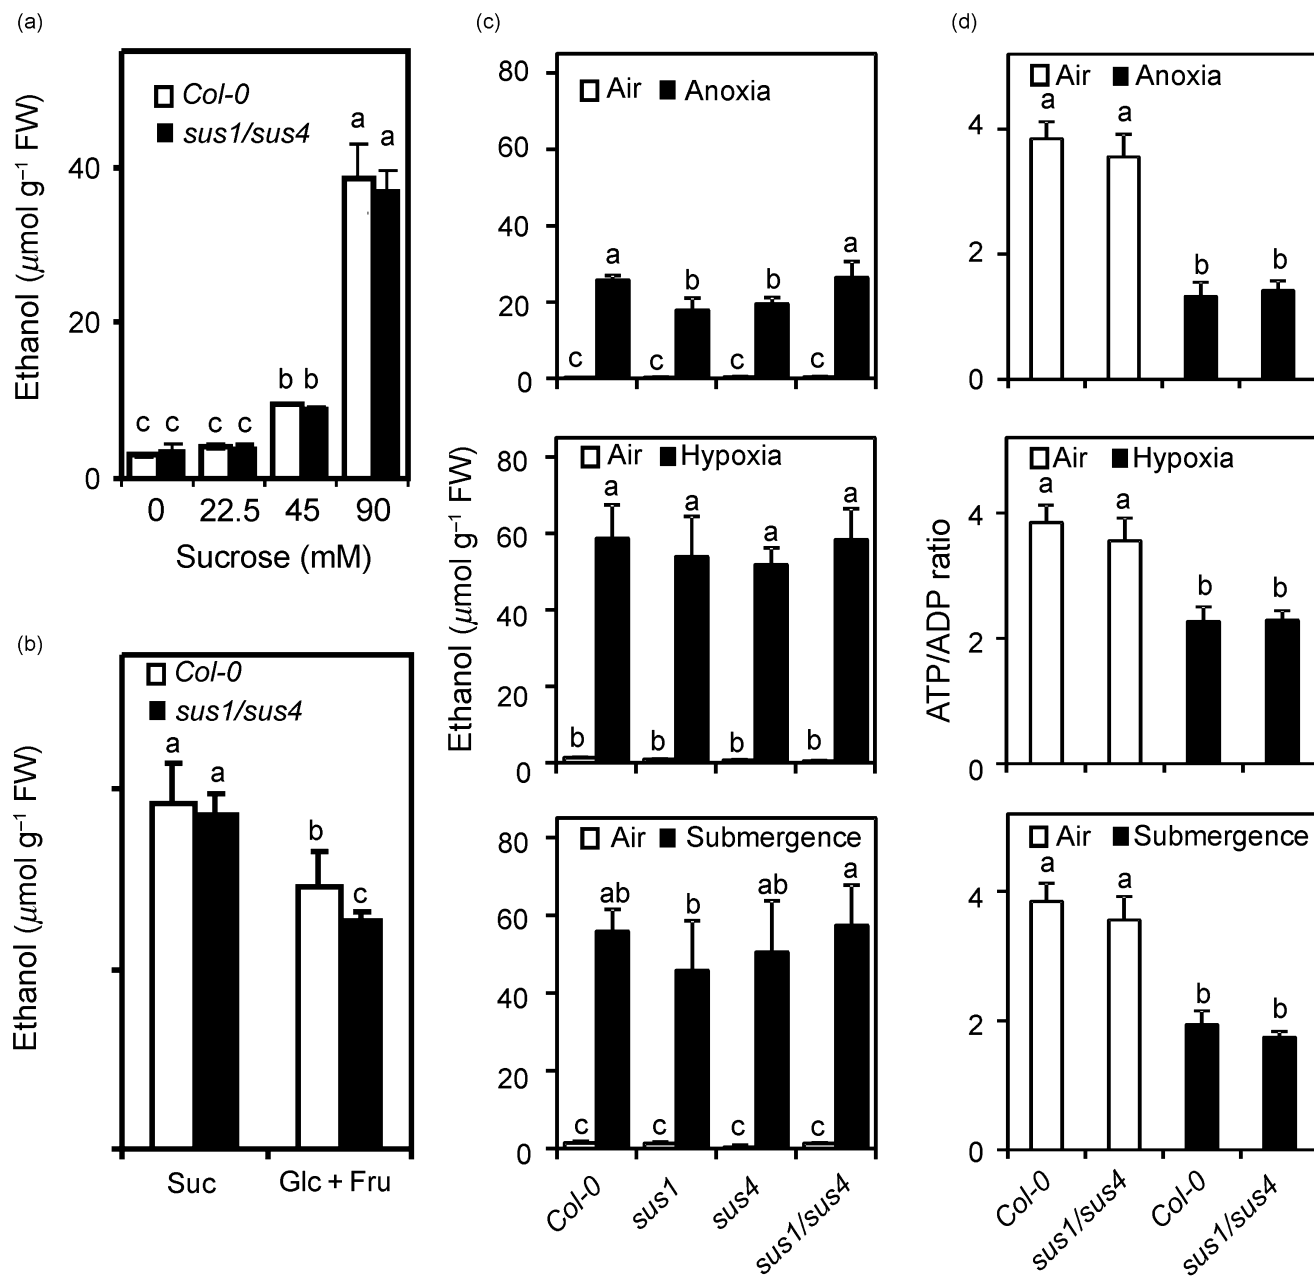 (a)
Col-0
sus1/sus4
Ethanol (μmol g⁻¹ FW)
40
20
0
a a
b b
c c c c
0 22.5 45 90
Sucrose (mM)
(b)
Col-0
sus1/sus4
Ethanol (μmol g⁻¹ FW)
a a
b c
Suc Glc + Fru
(c)
Ethanol (μmol g⁻¹ FW)
Air Anoxia
80
60
40
20
0
c a c b c b c a
Air Hypoxia
80
60
40
20
0
b a b a b a b a
Air Submergence
80
60
40
20
0
c ab c b c ab c a
Col-0 sus1 sus4 sus1/sus4
(d)
ATP/ADP ratio
Air Anoxia
4
2
0
a a b b
Air Hypoxia
4
2
0
a a b b
Air Submergence
4
2
0
a a b b
Col-0 sus1/sus4 Col-0 sus1/sus4